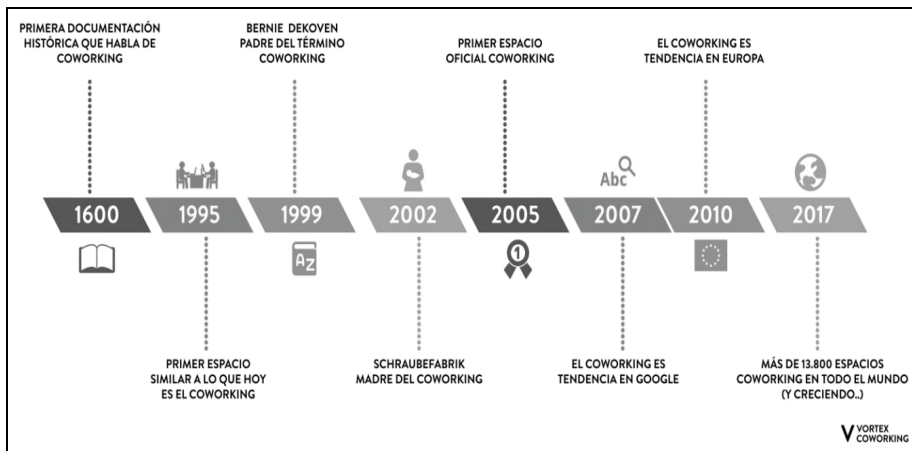 PRIMERA DOCUMENTACIÓN
HISTÓRICA QUE HABLA DE
COWORKING
BERNIE DEKOVEN
PADRE DEL TÉRMINO
COWORKING
PRIMER ESPACIO
OFICIAL COWORKING
EL COWORKING ES
TENDENCIA EN EUROPA
Abc
1600
1995
1999
2002
2005
2007
2010
2017
AZ
1
PRIMER ESPACIO
SIMILAR A LO QUE HOY
ES EL COWORKING
SCHRAUBEFABRIK
MADRE DEL COWORKING
EL COWORKING ES
TENDENCIA EN GOOGLE
MÁS DE 13.800 ESPACIOS
COWORKING EN TODO EL MUNDO
(Y CRECIENDO..)
V VORTEX
COWORKING